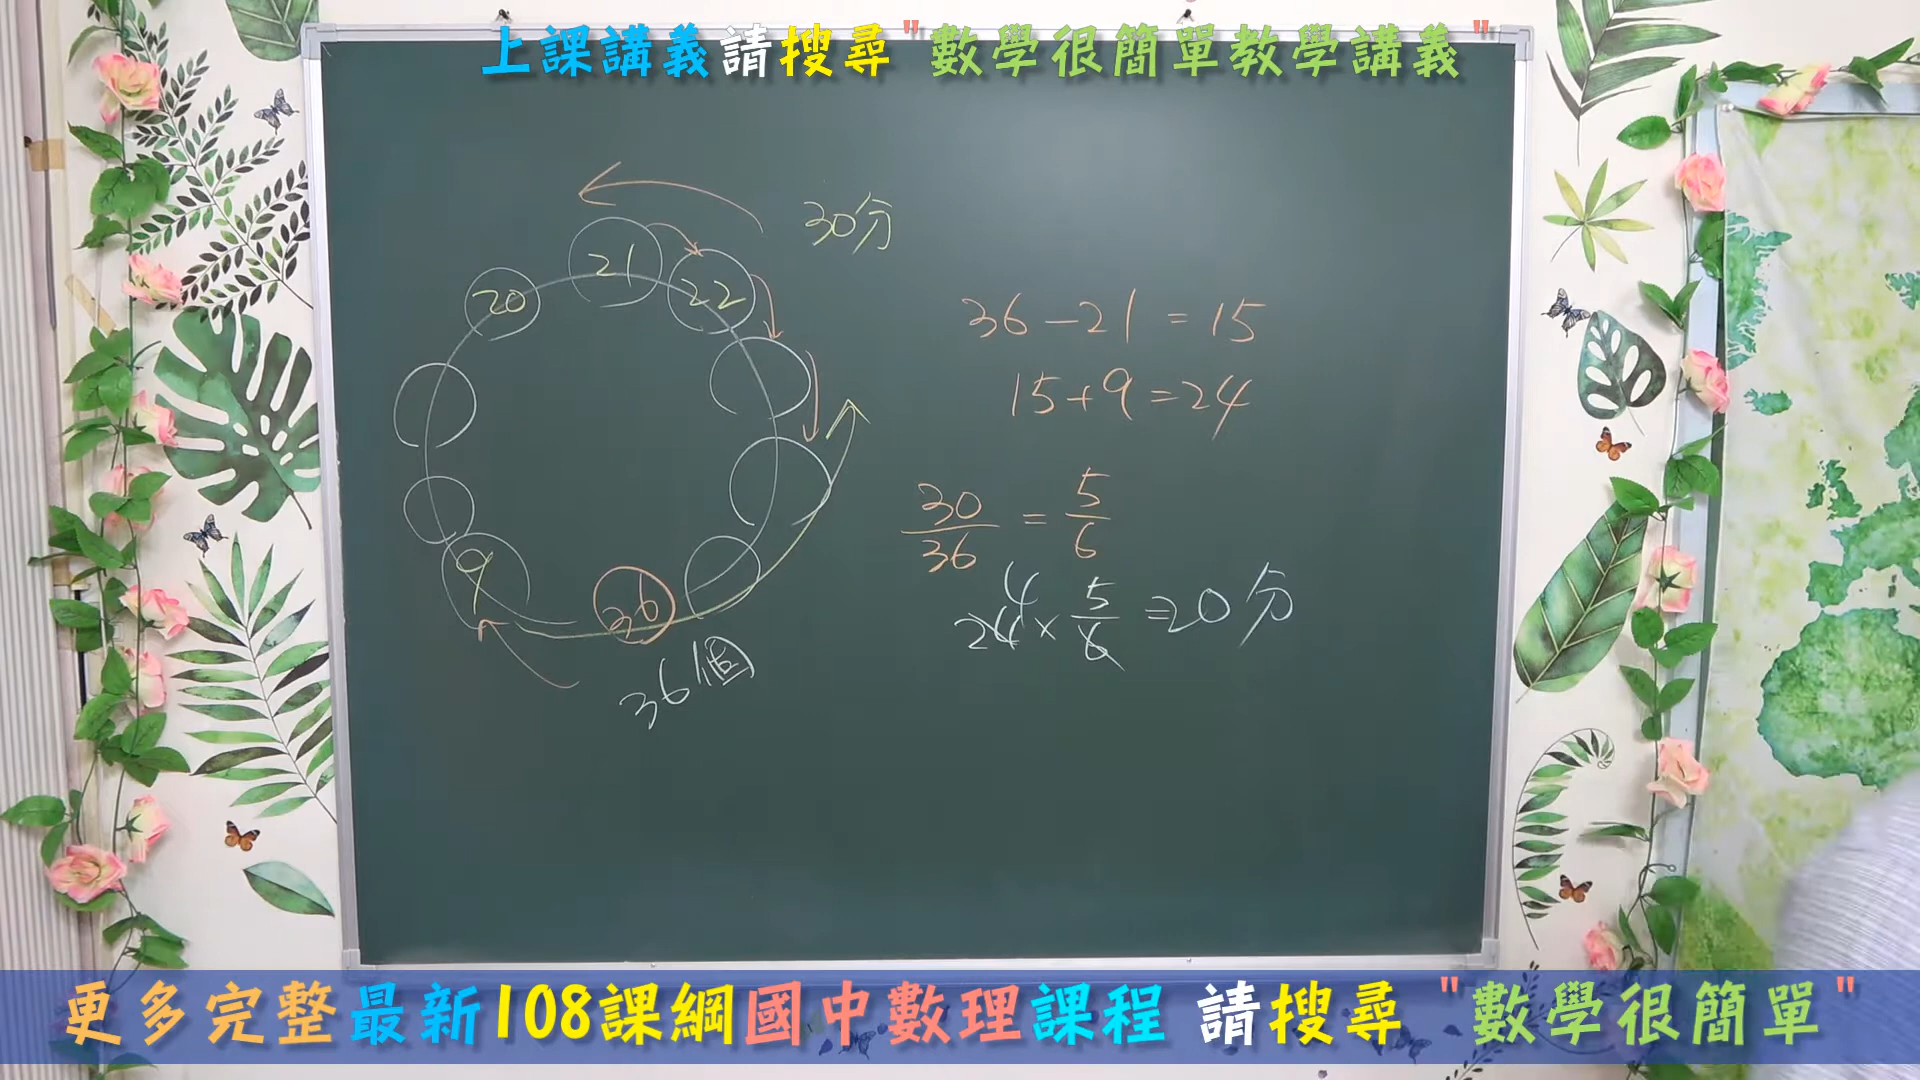 上課講義請搜尋"數學很簡單教學講義"
30分
21
20
22
9
36
36個
36-21=15
15+9=24
30/36=5/6
4
24×5/6=20分
更多完整最新108課綱國中數理課程 請搜尋 "數學很簡單"